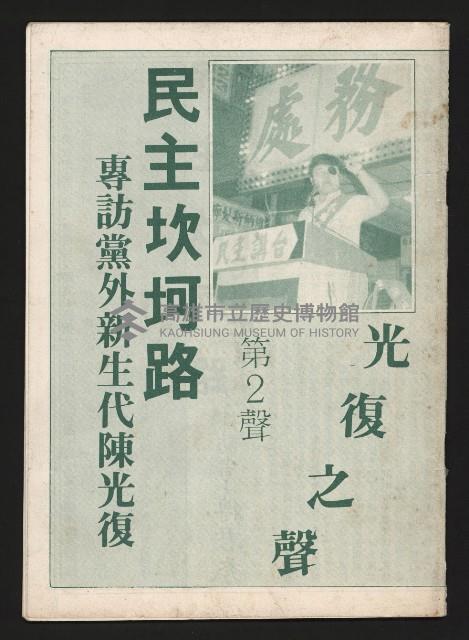 務處
民主講台
光復之聲
第2聲
民主坎坷路
專訪黨外新生代陳光復
高雄市立歷史博物館
KAOHSIUNG MUSEUM OF HISTORY